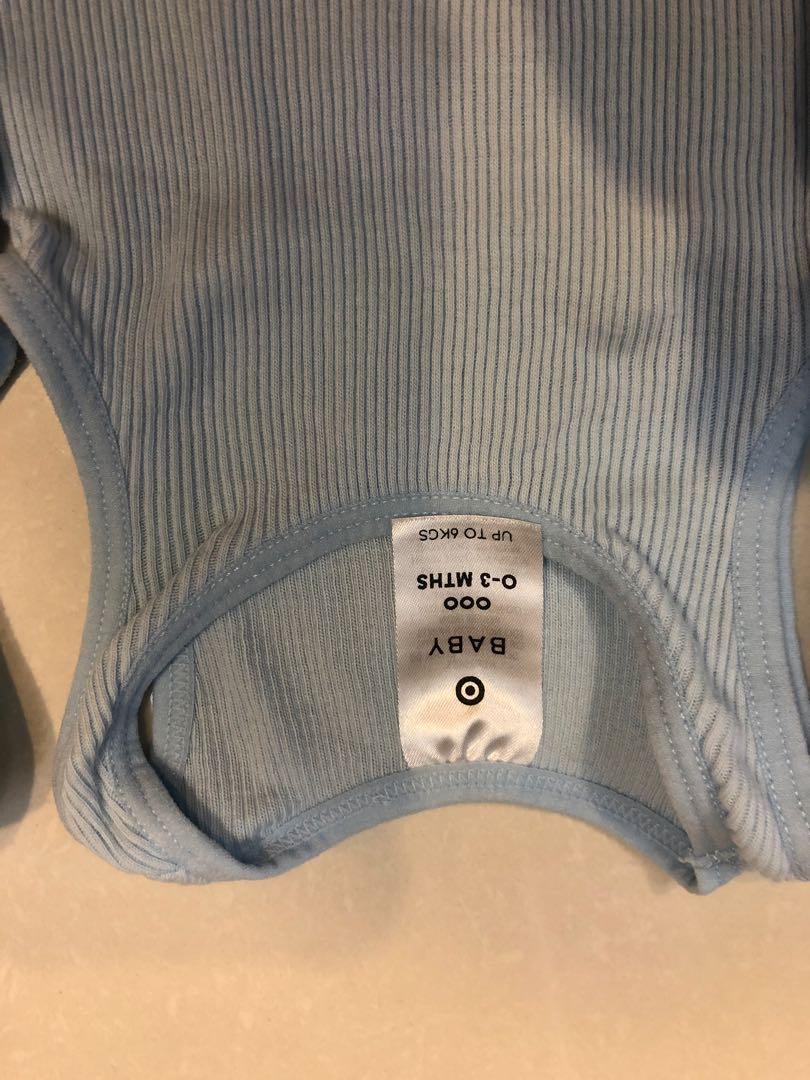 BABY
000
0-3 MTHS
UP TO 6KGS